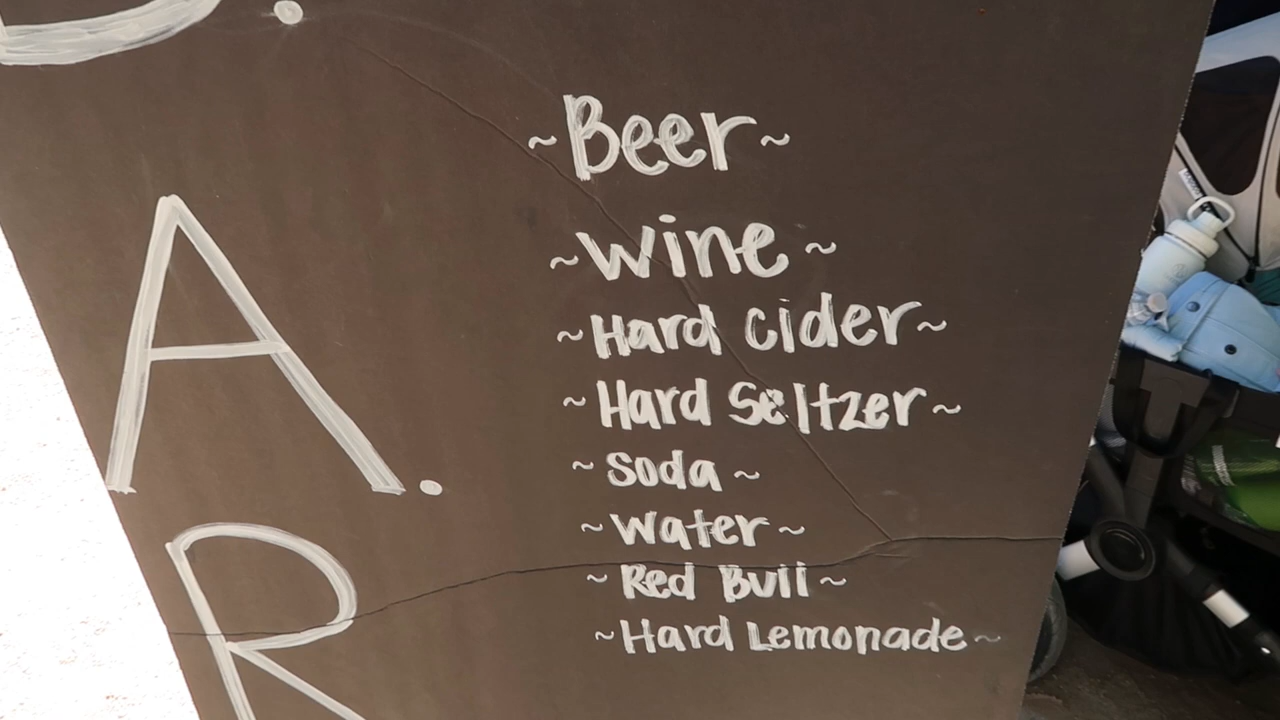 B.
A.
R
~Beer~
~wine~
~Hard cider~
~Hard Seltzer~
~soda~
~water~
~Red Bull~
~Hard Lemonade~